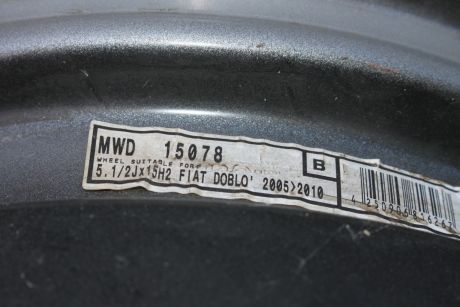 MWD 15078
WHEEL SUITABLE FOR:
B
5.1/2Jx15H2 FIAT DOBLO' 2005>2010